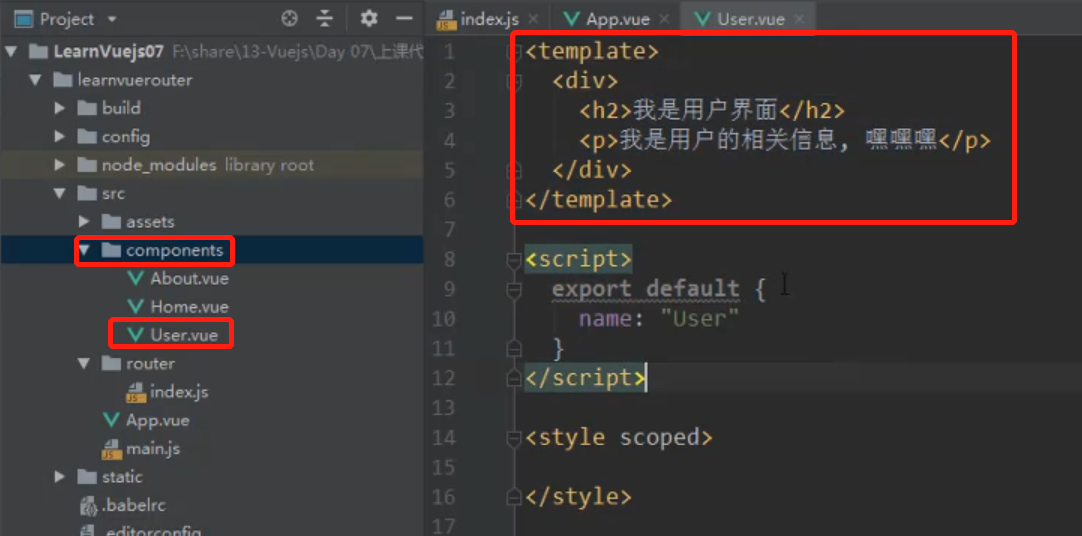 Project
index.js
App.vue
User.vue
LearnVuejs07 F:\share\13-Vuejs\Day 07\上课代
learnvuerouter
build
config
node_modules library root
src
assets
components
About.vue
Home.vue
User.vue
router
index.js
App.vue
main.js
static
.babelrc
.editorconfig
1 <template>
2 <div>
3 <h2>我是用户界面</h2>
4 <p>我是用户的相关信息, 嘿嘿嘿</p>
5 </div>
6 </template>
7
8 <script>
9 export default {
10 name: "User"
11 }
12 </script>
13
14 <style scoped>
15
16 </style>
17